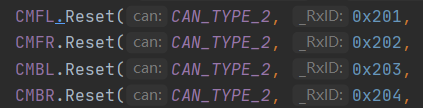 CMFL.Reset( can: CAN_TYPE_2, _RxID: 0x201,
CMFR.Reset( can: CAN_TYPE_2, _RxID: 0x202,
CMBL.Reset( can: CAN_TYPE_2, _RxID: 0x203,
CMBR.Reset( can: CAN_TYPE_2, _RxID: 0x204,